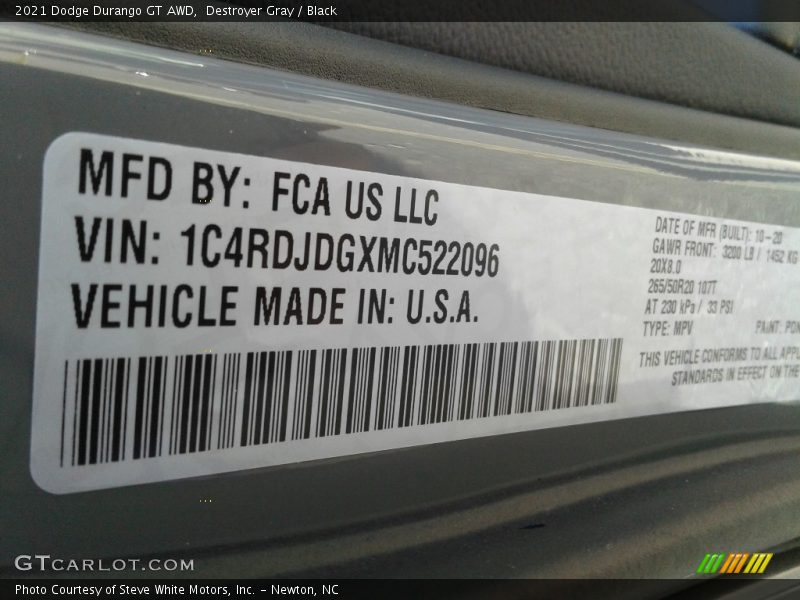 2021 Dodge Durango GT AWD, Destroyer Gray / Black
MFD BY: FCA US LLC
VIN: 1C4RDJDGXMC522096
VEHICLE MADE IN: U.S.A.
DATE OF MFR (BUILT): 10-20
GAWR FRONT: 3200 LB / 1452 KG
20X8.0
265/50R20 107T
AT 230 kPa / 33 PSI
TYPE: MPV PAINT: PDN
THIS VEHICLE CONFORMS TO ALL
STANDARDS IN EFFECT ON THE
GTCARLOT.COM
Photo Courtesy of Steve White Motors, Inc. – Newton, NC